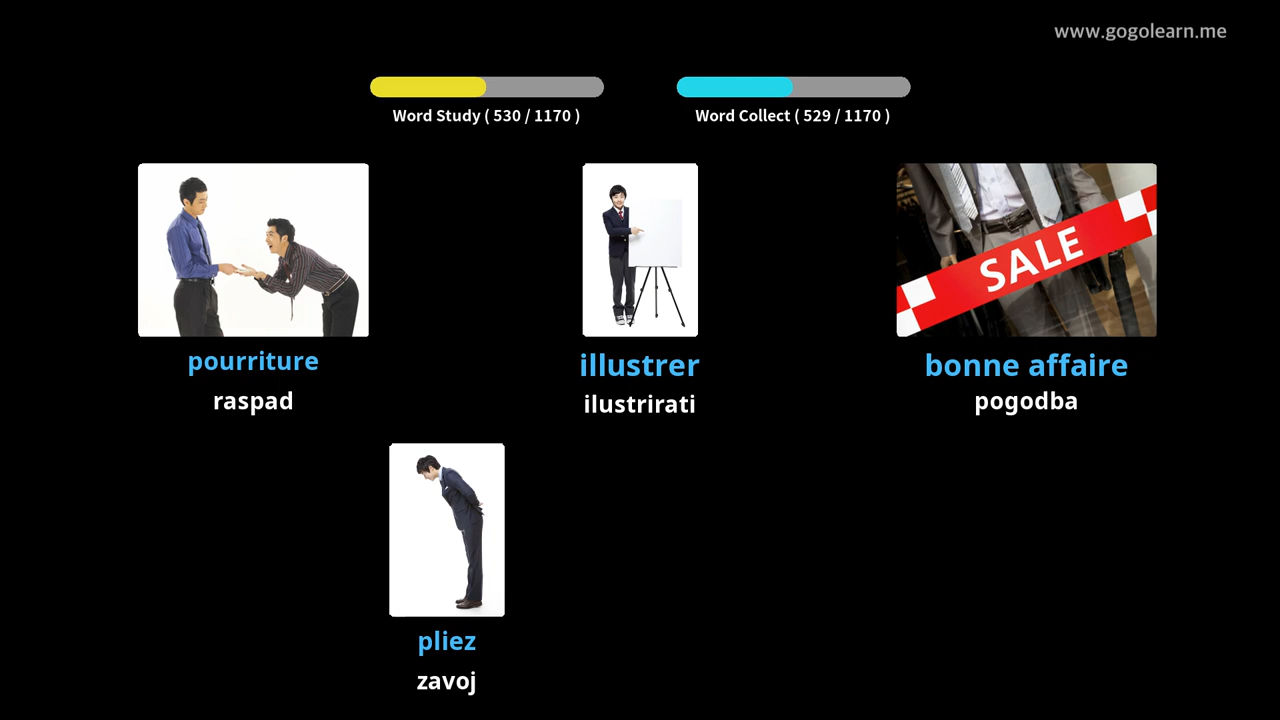 www.gogolearn.me
Word Study ( 530 / 1170 )
Word Collect ( 529 / 1170 )
SALE
pourriture
raspad
illustrer
ilustrirati
bonne affaire
pogodba
pliez
zavoj